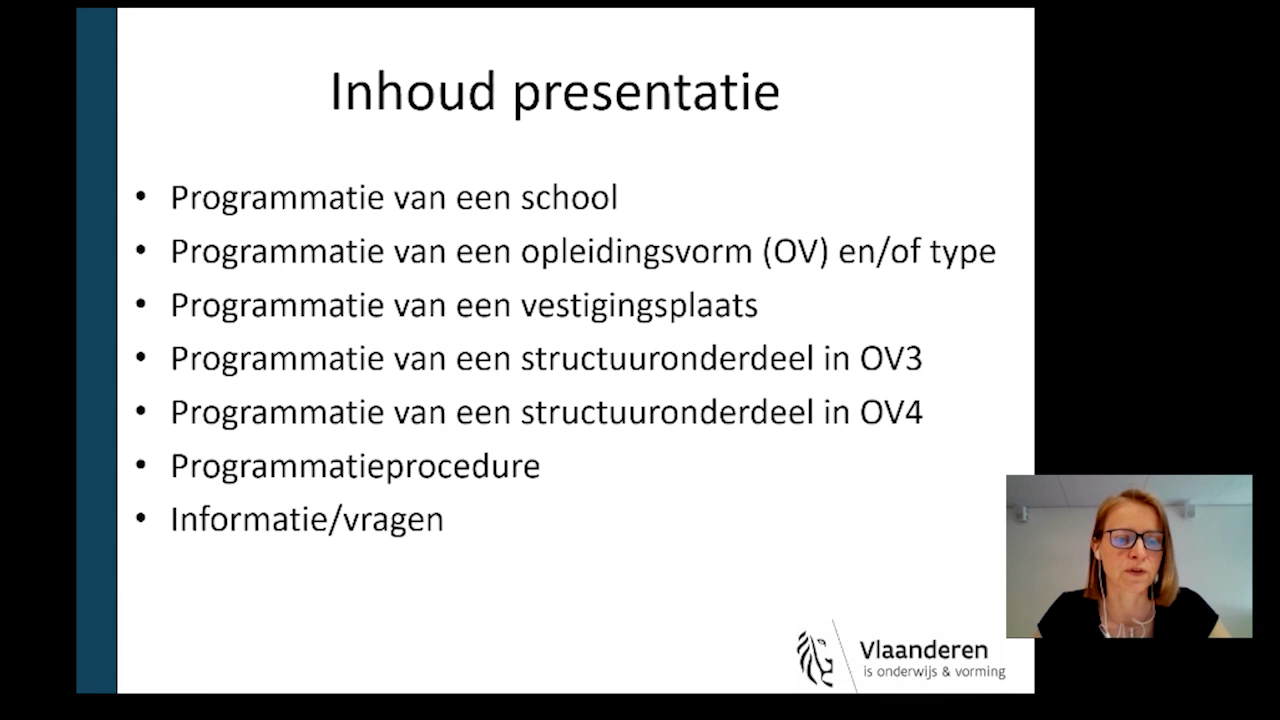 Inhoud presentatie
• Programmatie van een school
• Programmatie van een opleidingsvorm (OV) en/of type
• Programmatie van een vestigingsplaats
• Programmatie van een structuuronderdeel in OV3
• Programmatie van een structuuronderdeel in OV4
• Programmatieprocedure
• Informatie/vragen
Vlaanderen
is onderwijs & vorming